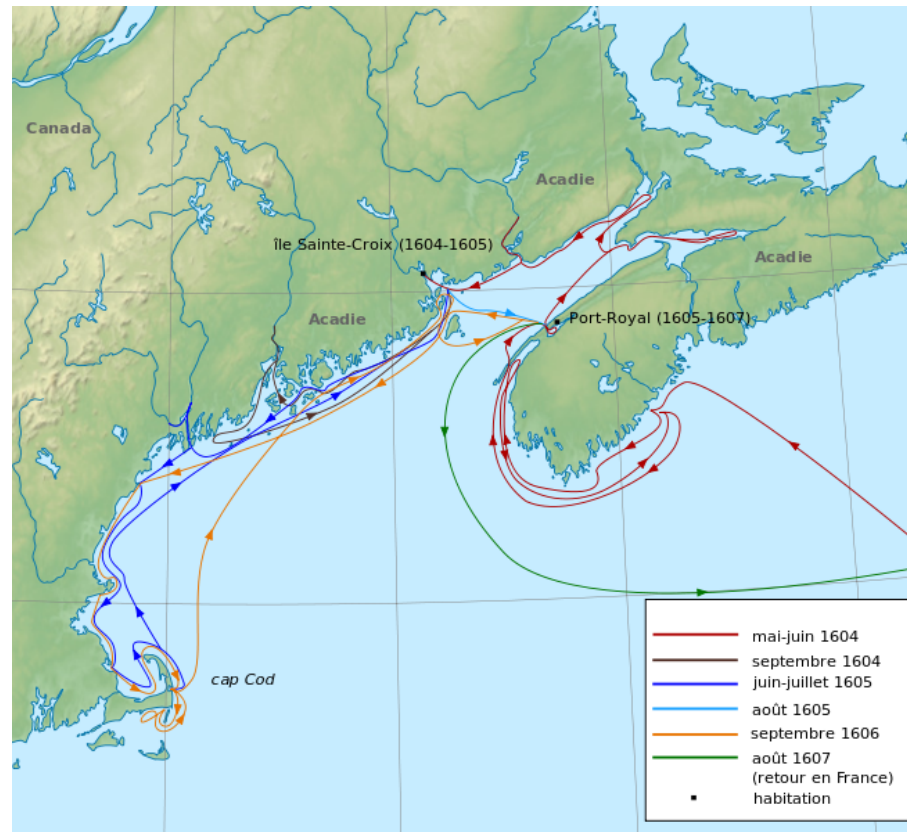 Canada
Acadie
île Sainte-Croix (1604-1605)
Acadie
Acadie
Port-Royal (1605-1607)
cap Cod
mai-juin 1604
septembre 1604
juin-juillet 1605
août 1605
septembre 1606
août 1607
(retour en France)
habitation